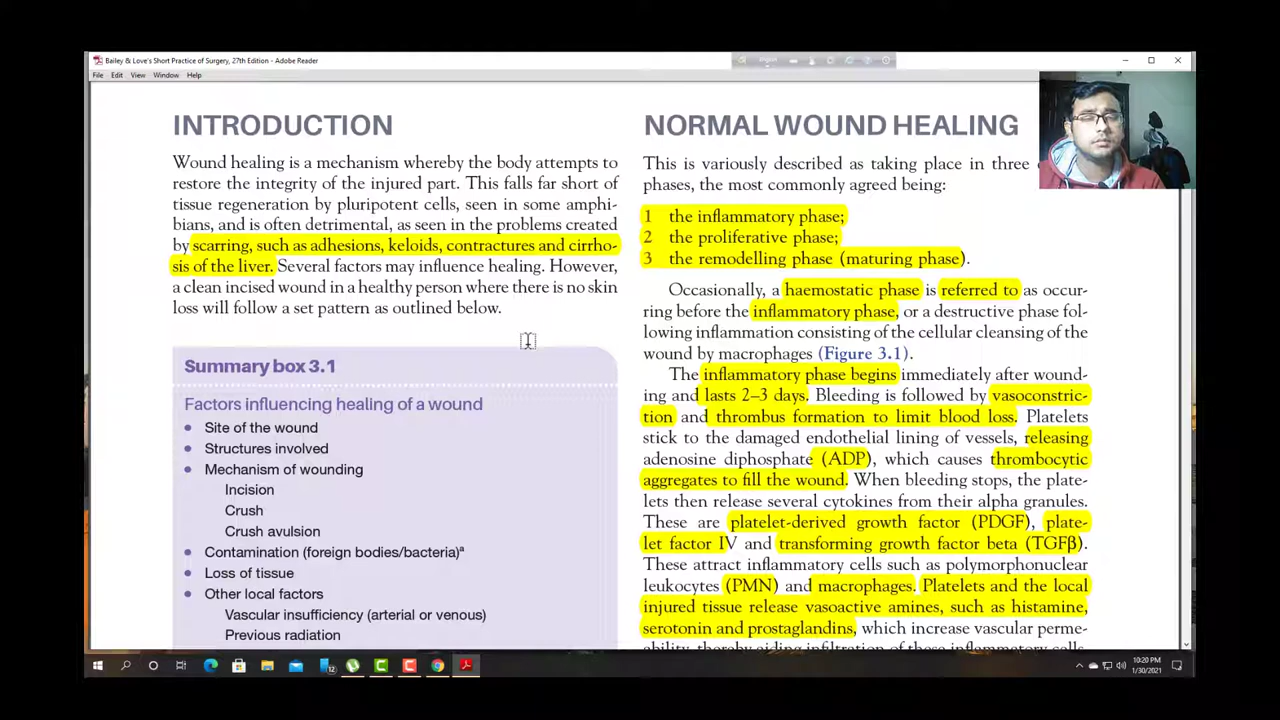 Bailey & Love's Short Practice of Surgery, 27th Edition - Adobe Reader
File Edit View Window Help
English
INTRODUCTION
Wound healing is a mechanism whereby the body attempts to
restore the integrity of the injured part. This falls far short of
tissue regeneration by pluripotent cells, seen in some amphi-
bians, and is often detrimental, as seen in the problems created
by scarring, such as adhesions, keloids, contractures and cirrho-
sis of the liver. Several factors may influence healing. However,
a clean incised wound in a healthy person where there is no skin
loss will follow a set pattern as outlined below.
Summary box 3.1
Factors influencing healing of a wound
• Site of the wound
• Structures involved
• Mechanism of wounding
Incision
Crush
Crush avulsion
• Contamination (foreign bodies/bacteria)ª
• Loss of tissue
• Other local factors
Vascular insufficiency (arterial or venous)
Previous radiation
NORMAL WOUND HEALING
This is variously described as taking place in three
phases, the most commonly agreed being:
1 the inflammatory phase;
2 the proliferative phase;
3 the remodelling phase (maturing phase).
Occasionally, a haemostatic phase is referred to as occur-
ring before the inflammatory phase, or a destructive phase fol-
lowing inflammation consisting of the cellular cleansing of the
wound by macrophages (Figure 3.1).
The inflammatory phase begins immediately after wound-
ing and lasts 2–3 days. Bleeding is followed by vasoconstric-
tion and thrombus formation to limit blood loss. Platelets
stick to the damaged endothelial lining of vessels, releasing
adenosine diphosphate (ADP), which causes thrombocytic
aggregates to fill the wound. When bleeding stops, the plate-
lets then release several cytokines from their alpha granules.
These are platelet-derived growth factor (PDGF), plate-
let factor IV and transforming growth factor beta (TGFβ).
These attract inflammatory cells such as polymorphonuclear
leukocytes (PMN) and macrophages. Platelets and the local
injured tissue release vasoactive amines, such as histamine,
serotonin and prostaglandins, which increase vascular perme-
ability, thereby aiding infiltration of these inflammatory cells.
12
10:20 PM
1/30/2021